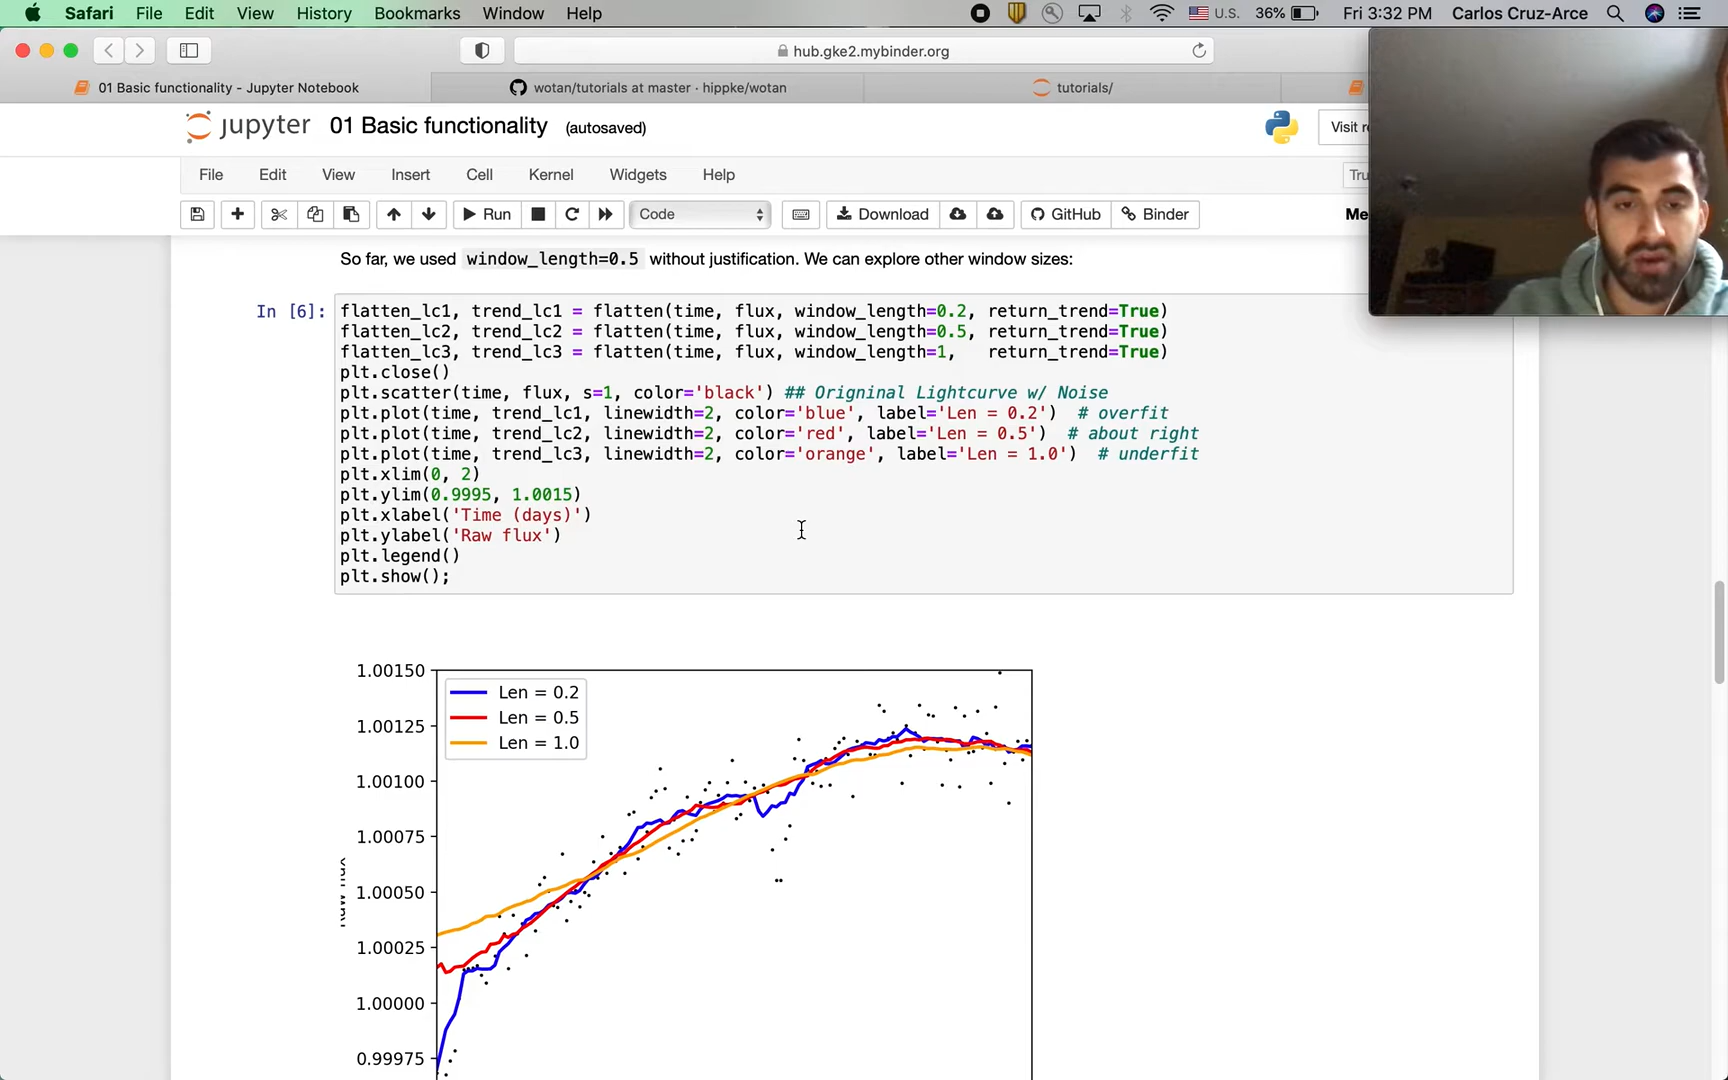 Safari File Edit View History Bookmarks Window Help U.S. 36% Fri 3:32 PM Carlos Cruz-Arce
hub.gke2.mybinder.org
01 Basic functionality - Jupyter Notebook
wotan/tutorials at master · hippke/wotan
tutorials/
jupyter 01 Basic functionality (autosaved)
Visit
File Edit View Insert Cell Kernel Widgets Help
Run Code Download GitHub Binder
So far, we used window_length=0.5 without justification. We can explore other window sizes:
In [6]:
flatten_lc1, trend_lc1 = flatten(time, flux, window_length=0.2, return_trend=True)
flatten_lc2, trend_lc2 = flatten(time, flux, window_length=0.5, return_trend=True)
flatten_lc3, trend_lc3 = flatten(time, flux, window_length=1,   return_trend=True)
plt.close()
plt.scatter(time, flux, s=1, color='black') ## Origninal Lightcurve w/ Noise
plt.plot(time, trend_lc1, linewidth=2, color='blue', label='Len = 0.2')  # overfit
plt.plot(time, trend_lc2, linewidth=2, color='red', label='Len = 0.5')  # about right
plt.plot(time, trend_lc3, linewidth=2, color='orange', label='Len = 1.0')  # underfit
plt.xlim(0, 2)
plt.ylim(0.9995, 1.0015)
plt.xlabel('Time (days)')
plt.ylabel('Raw flux')
plt.legend()
plt.show();
1.00150
Len = 0.2
Len = 0.5
Len = 1.0
1.00125
1.00100
1.00075
1.00050
1.00025
1.00000
0.99975